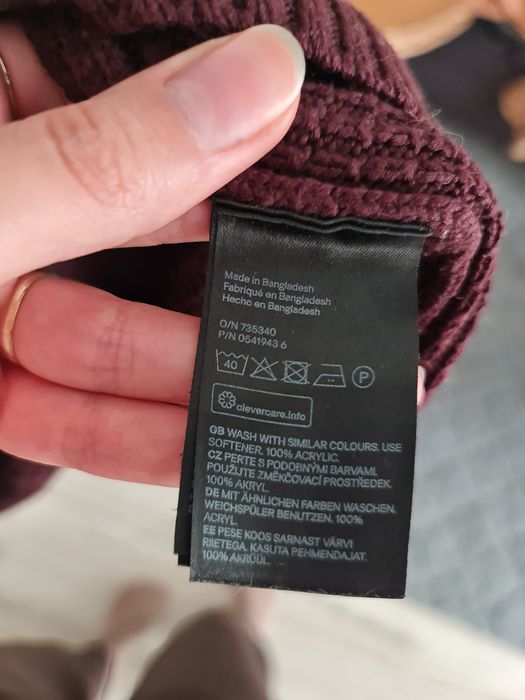 Made in Bangladesh
Fabriqué en Bangladesh
Hecho en Bangladesh
O/N 735340
P/N 0541943 6
40
P
clevercare.info
GB WASH WITH SIMILAR COLOURS. USE
SOFTENER. 100% ACRYLIC.
CZ PERTE S PODOBNÝMI BARVAMI.
POUŽIJTE ZMĚKČOVACÍ PROSTŘEDEK.
100% AKRYL.
DE MIT ÄHNLICHEN FARBEN WASCHEN.
WEICHSPÜLER BENUTZEN. 100%
ACRYL.
EE PESE KOOS SARNAST VÄRVI
RIIETEGA. KASUTA PEHMENDAJAT.
100% AKRÜÜL.